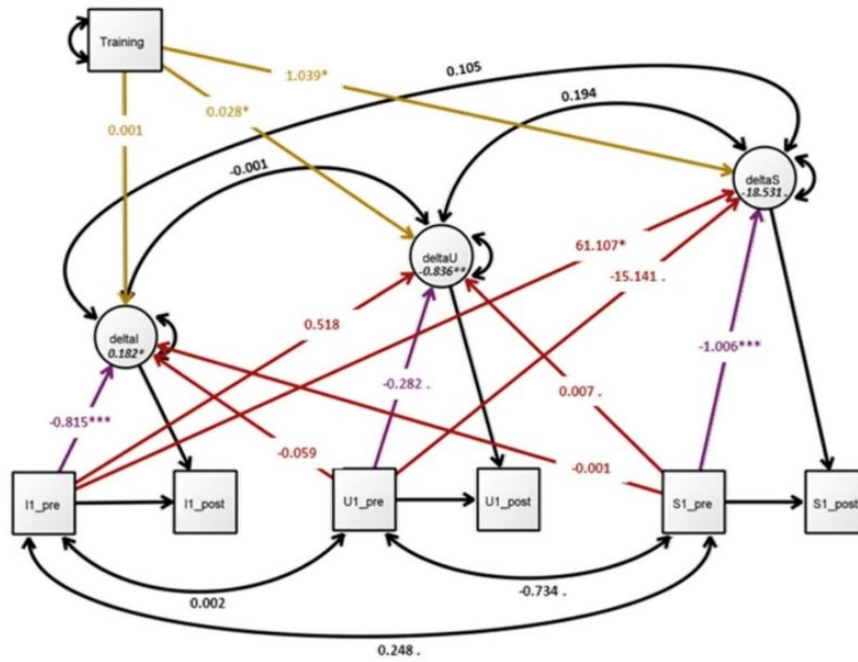 Training
0.105
1.039*
0.194
0.028*
0.001
-0.001
deltaS
-18.531 .
61.107*
deltaU
-0.836**
-15.141 .
0.518
deltaI
0.182*
-1.006***
-0.282 .
0.007 .
-0.815***
-0.059
-0.001
I1_pre
I1_post
U1_pre
U1_post
S1_pre
S1_post
0.002
-0.734 .
0.248 .